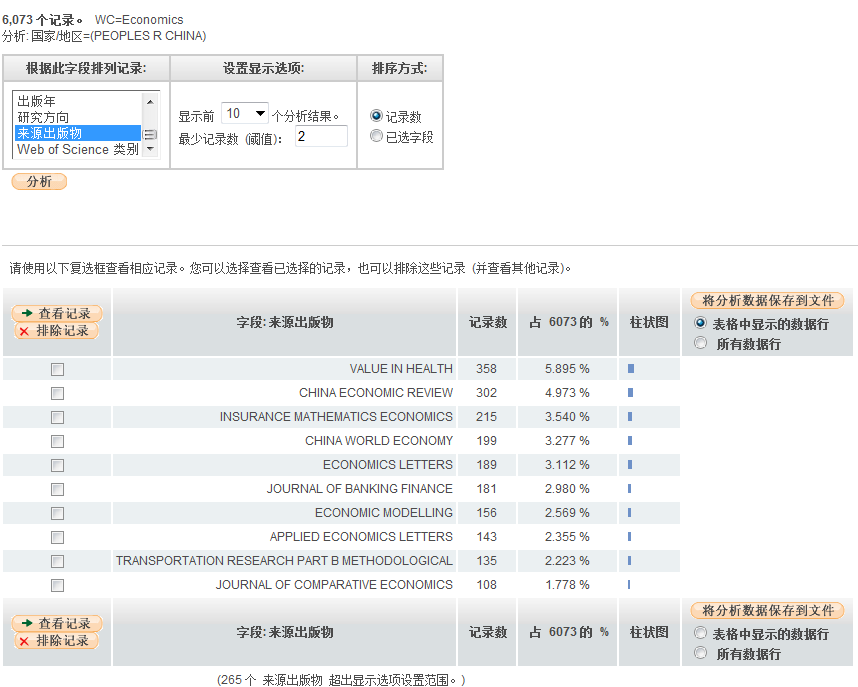 6,073 个记录。 WC=Economics
分析: 国家/地区=(PEOPLES R CHINA)
根据此字段排列记录: 设置显示选项: 排序方式:
出版年
研究方向
来源出版物
Web of Science 类别
显示前 10 个分析结果。
最少记录数 (阈值): 2
记录数
已选字段
分析
请使用以下复选框查看相应记录。您可以选择查看已选择的记录，也可以排除这些记录 (并查看其他记录)。
查看记录
排除记录
字段: 来源出版物 记录数 占 6073 的 % 柱状图
将分析数据保存到文件
表格中显示的数据行
所有数据行
VALUE IN HEALTH 358 5.895 %
CHINA ECONOMIC REVIEW 302 4.973 %
INSURANCE MATHEMATICS ECONOMICS 215 3.540 %
CHINA WORLD ECONOMY 199 3.277 %
ECONOMICS LETTERS 189 3.112 %
JOURNAL OF BANKING FINANCE 181 2.980 %
ECONOMIC MODELLING 156 2.569 %
APPLIED ECONOMICS LETTERS 143 2.355 %
TRANSPORTATION RESEARCH PART B METHODOLOGICAL 135 2.223 %
JOURNAL OF COMPARATIVE ECONOMICS 108 1.778 %
查看记录
排除记录
字段: 来源出版物 记录数 占 6073 的 % 柱状图
将分析数据保存到文件
表格中显示的数据行
所有数据行
(265 个 来源出版物 超出显示选项设置范围。)